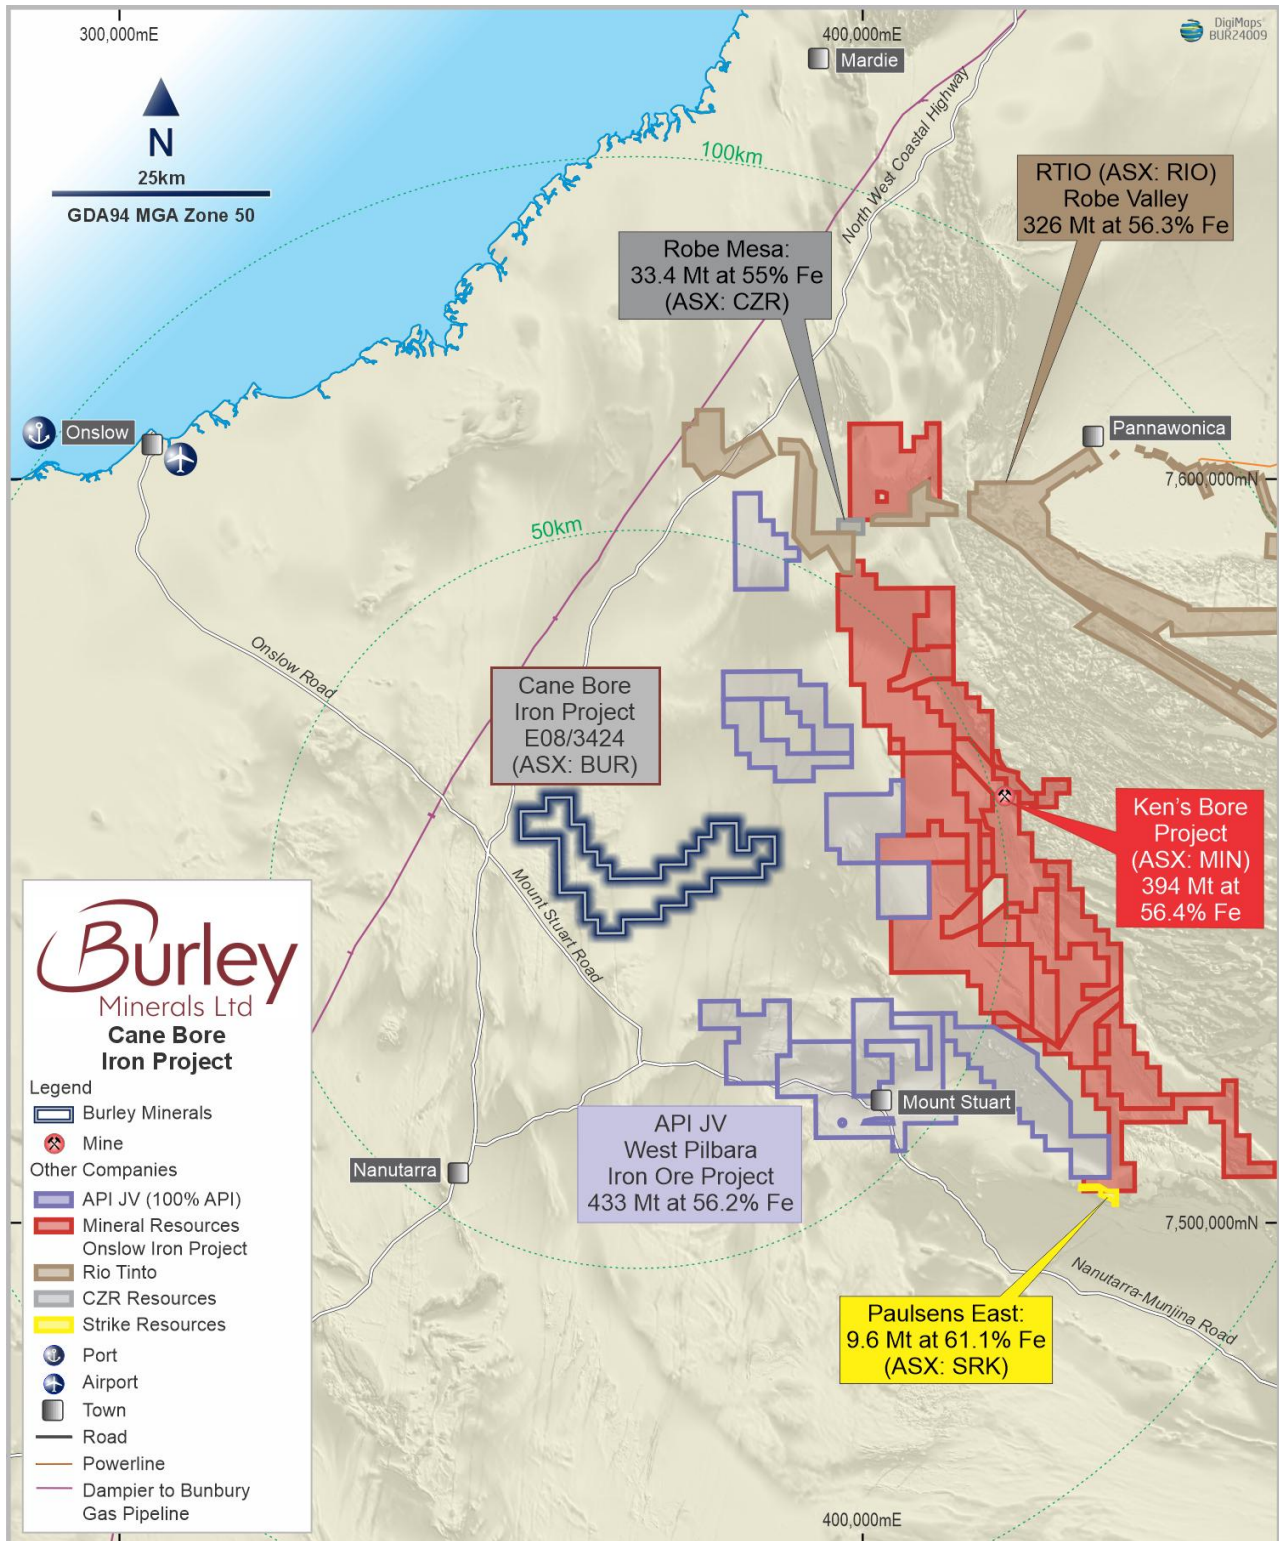 300,000mE
400,000mE
DigiMaps
BUR24009
Mardie
N
25km
GDA94 MGA Zone 50
100km
North West Coastal Highway
RTIO (ASX: RIO)
Robe Valley
326 Mt at 56.3% Fe
Robe Mesa:
33.4 Mt at 55% Fe
(ASX: CZR)
Onslow
Pannawonica
7,600,000mN
50km
Onslow Road
Cane Bore
Iron Project
E08/3424
(ASX: BUR)
Ken's Bore
Project
(ASX: MIN)
394 Mt at
56.4% Fe
Mount Stuart Road
Mount Stuart
API JV
West Pilbara
Iron Ore Project
433 Mt at 56.2% Fe
Nanutarra
7,500,000mN
Nanutarra-Munjina Road
Paulsens East:
9.6 Mt at 61.1% Fe
(ASX: SRK)
400,000mE
Burley
Minerals Ltd
Cane Bore
Iron Project
Legend
Burley Minerals
Mine
Other Companies
API JV (100% API)
Mineral Resources
Onslow Iron Project
Rio Tinto
CZR Resources
Strike Resources
Port
Airport
Town
Road
Powerline
Dampier to Bunbury
Gas Pipeline